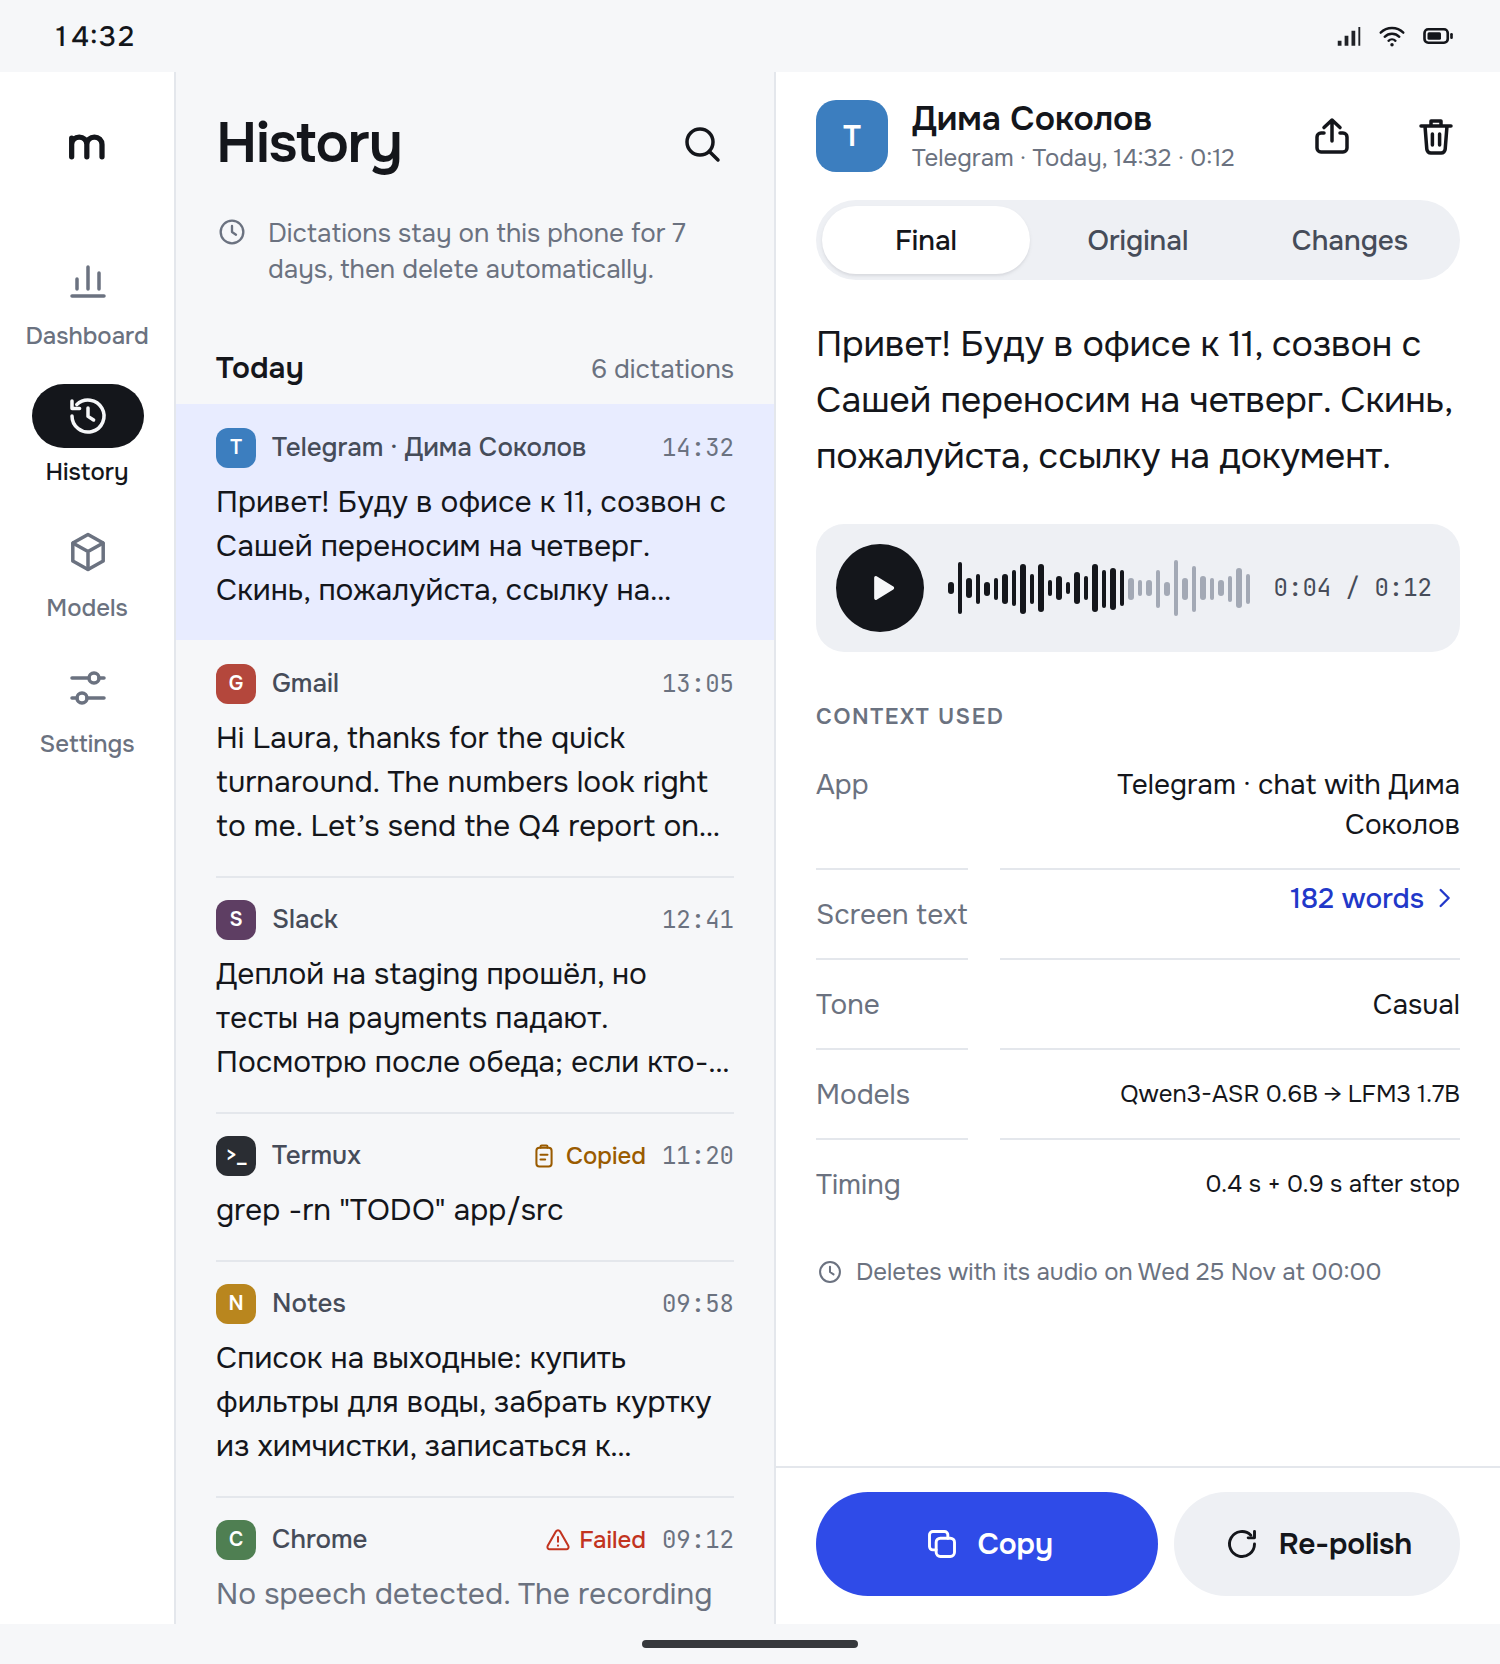 14:32
m
Dashboard
History
Models
Settings
History
Dictations stay on this phone for 7
days, then delete automatically.
Today
6 dictations
T
Telegram · Дима Соколов
14:32
Привет! Буду в офисе к 11, созвон с
Сашей переносим на четверг.
Скинь, пожалуйста, ссылку на...
G
Gmail
13:05
Hi Laura, thanks for the quick
turnaround. The numbers look right
to me. Let’s send the Q4 report on...
S
Slack
12:41
Деплой на staging прошёл, но
тесты на payments падают.
Посмотрю после обеда; если кто-...
>_
Termux
Copied
11:20
grep -rn "TODO" app/src
N
Notes
09:58
Список на выходные: купить
фильтры для воды, забрать куртку
из химчистки, записаться к...
C
Chrome
Failed
09:12
No speech detected. The recording
T
Дима Соколов
Telegram · Today, 14:32 · 0:12
Final
Original
Changes
Привет! Буду в офисе к 11, созвон с
Сашей переносим на четверг. Скинь,
пожалуйста, ссылку на документ.
0:04 / 0:12
CONTEXT USED
App
Telegram · chat with Дима
Соколов
Screen text
182 words
Tone
Casual
Models
Qwen3-ASR 0.6B → LFM3 1.7B
Timing
0.4 s + 0.9 s after stop
Deletes with its audio on Wed 25 Nov at 00:00
Copy
Re-polish